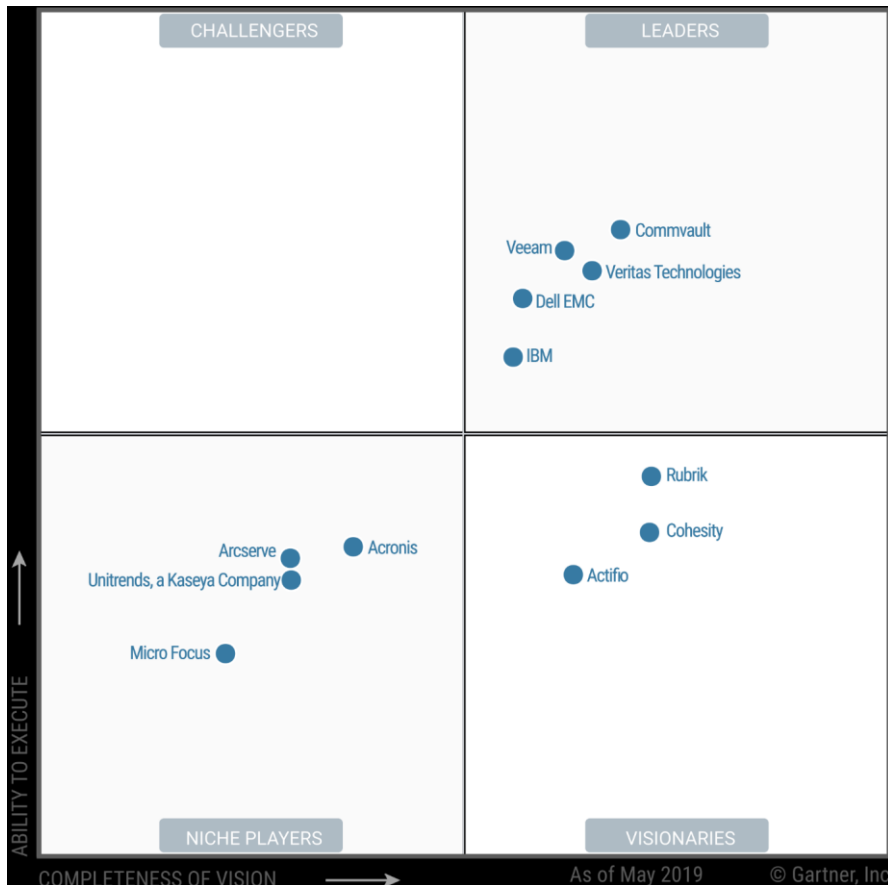 CHALLENGERS
LEADERS
Commvault
Veeam
Veritas Technologies
Dell EMC
IBM
Rubrik
Cohesity
Actifio
Acronis
Arcserve
Unitrends, a Kaseya Company
Micro Focus
ABILITY TO EXECUTE
NICHE PLAYERS
VISIONARIES
COMPLETENESS OF VISION
As of May 2019
© Gartner, Inc